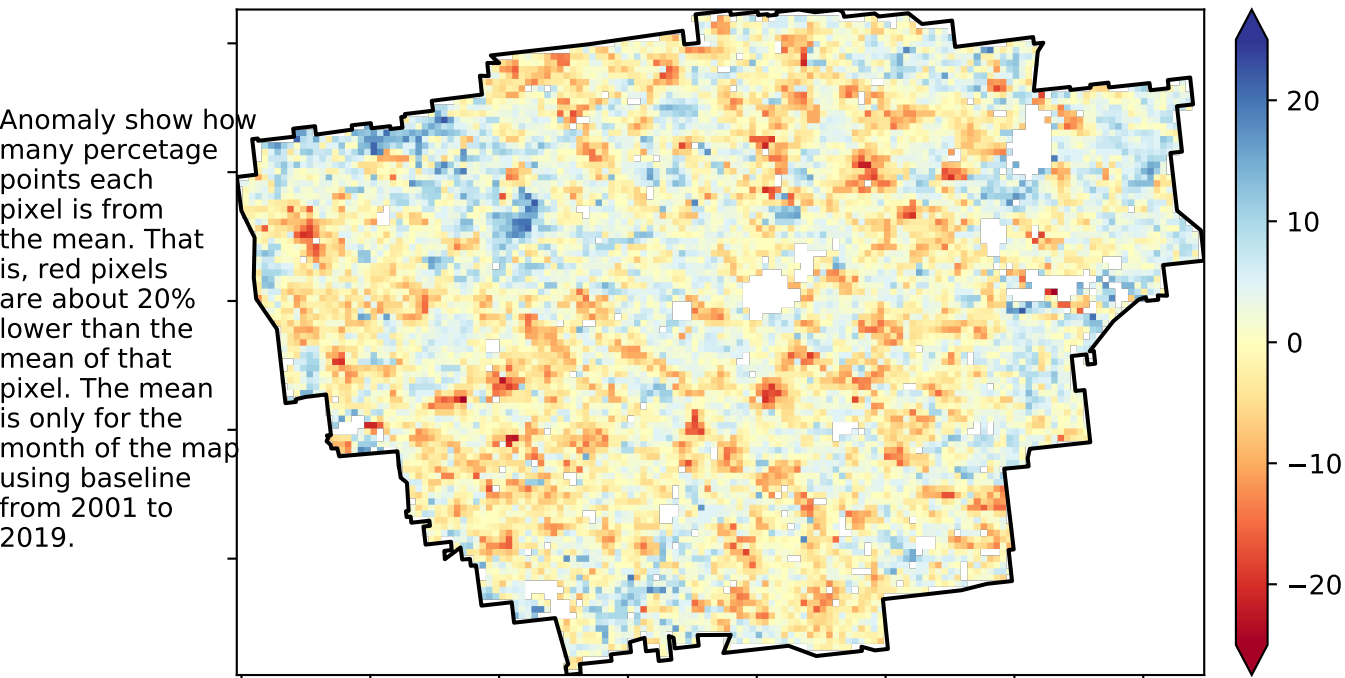 Anomaly show how
many percetage
points each
pixel is from
the mean. That
is, red pixels
are about 20%
lower than the
mean of that
pixel. The mean
is only for the
month of the map
using baseline
from 2001 to
2019.
20
10
0
−10
−20